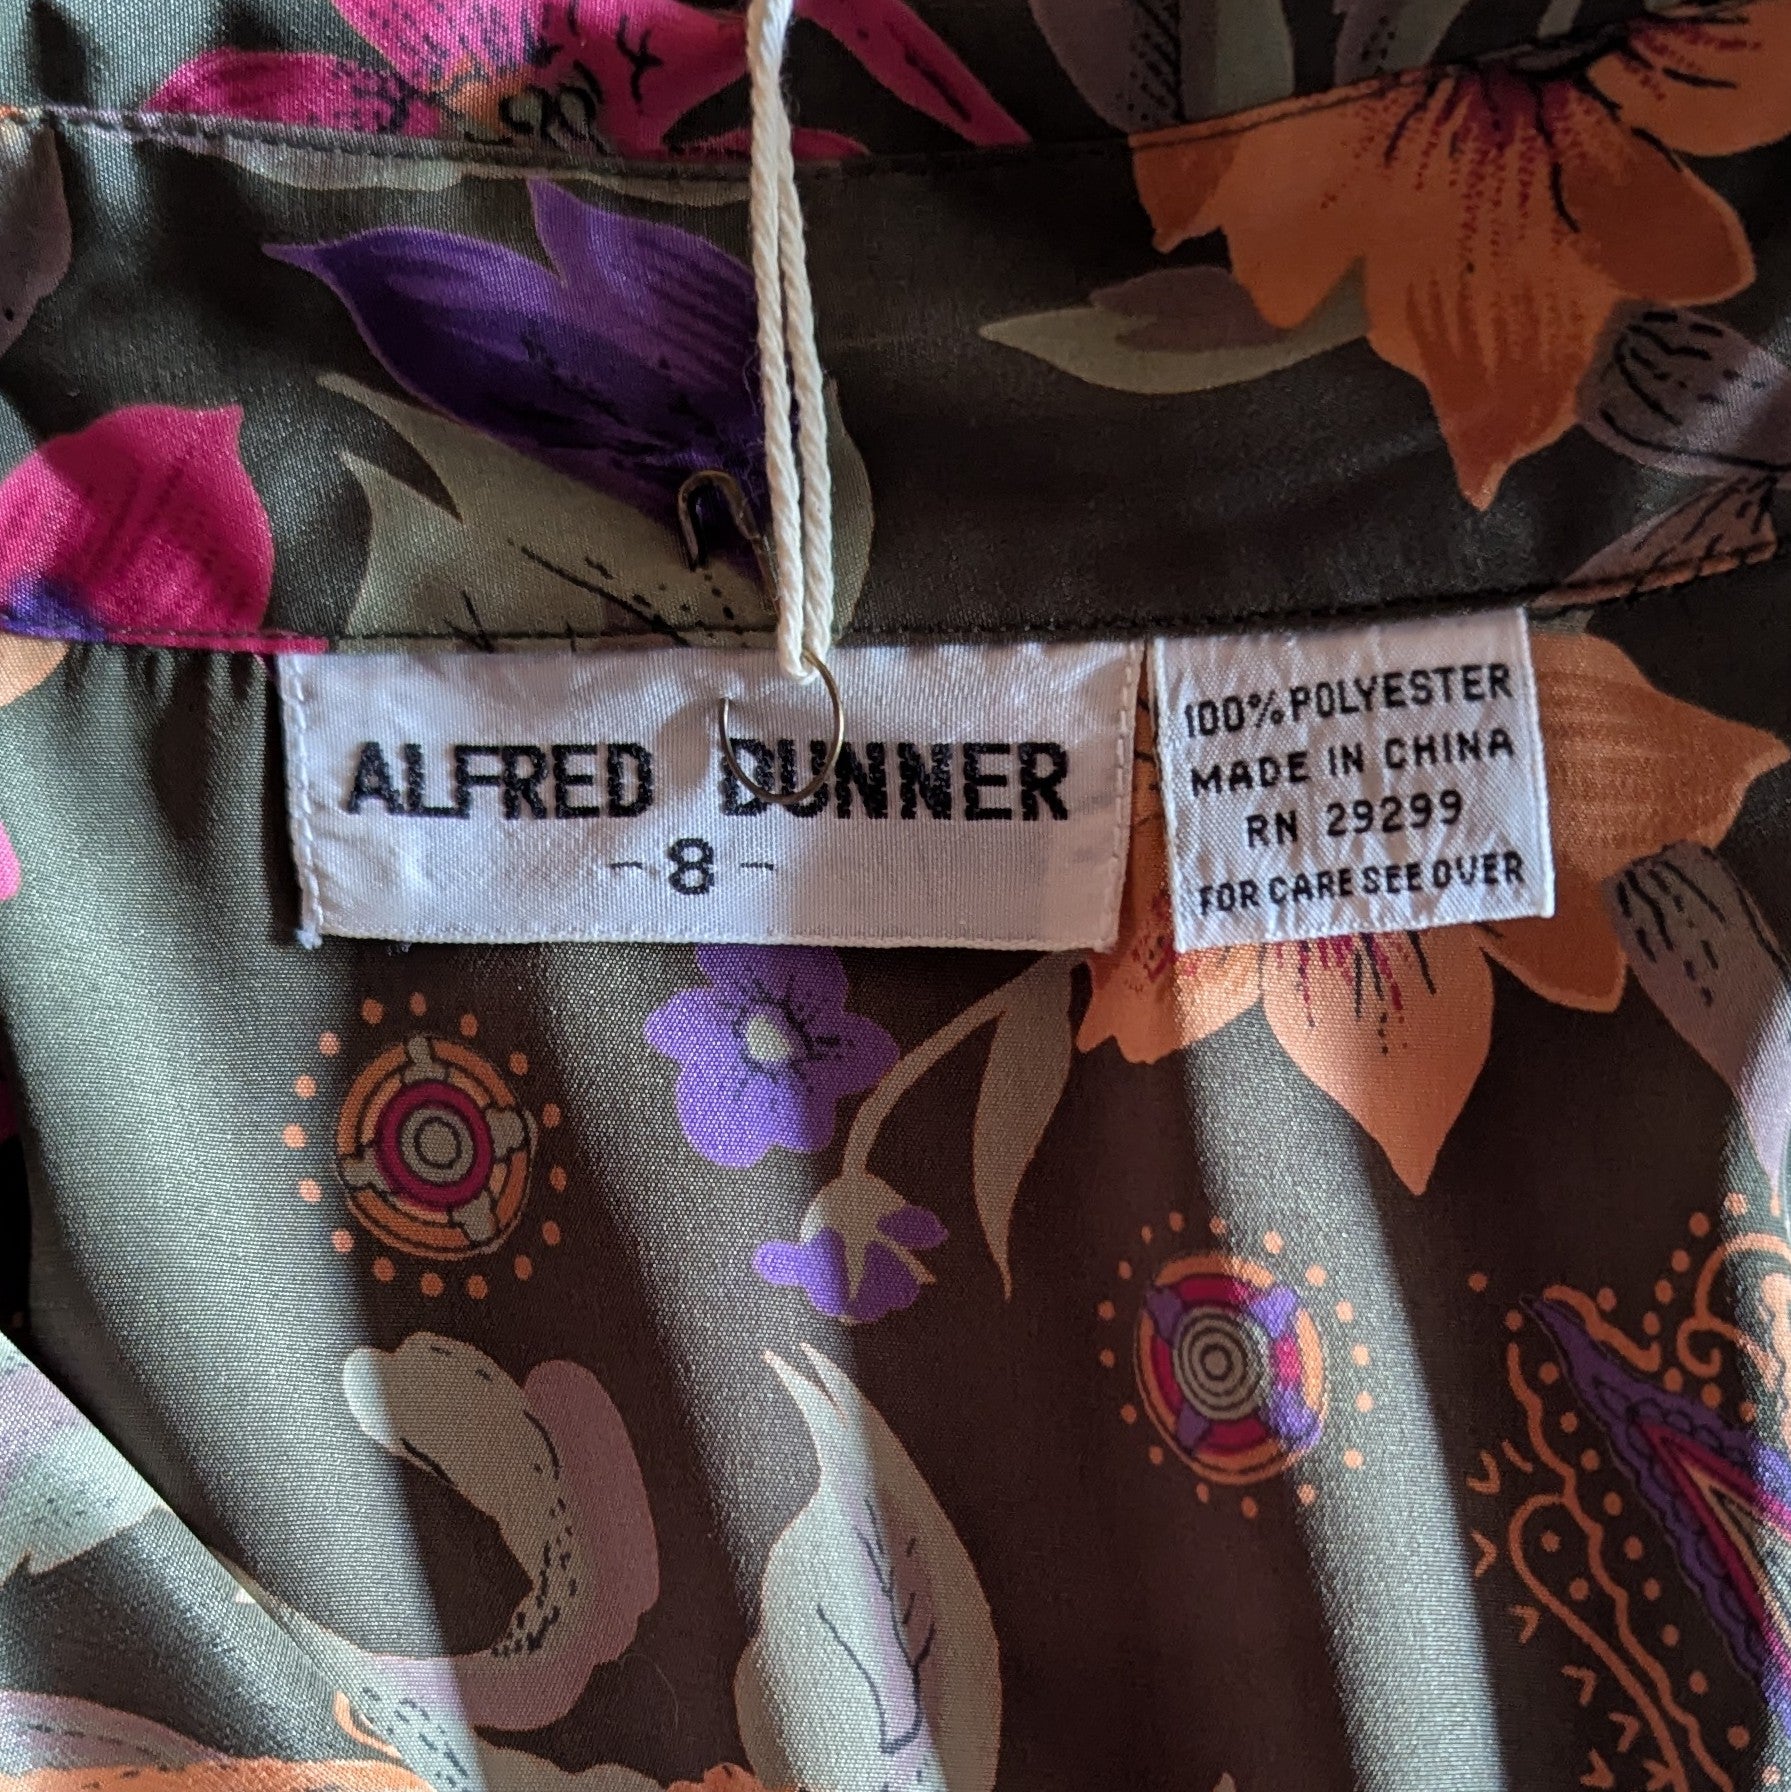 ALFRED DUNNER
-8-
100% POLYESTER
MADE IN CHINA
RN 29299
FOR CARE SEE OVER